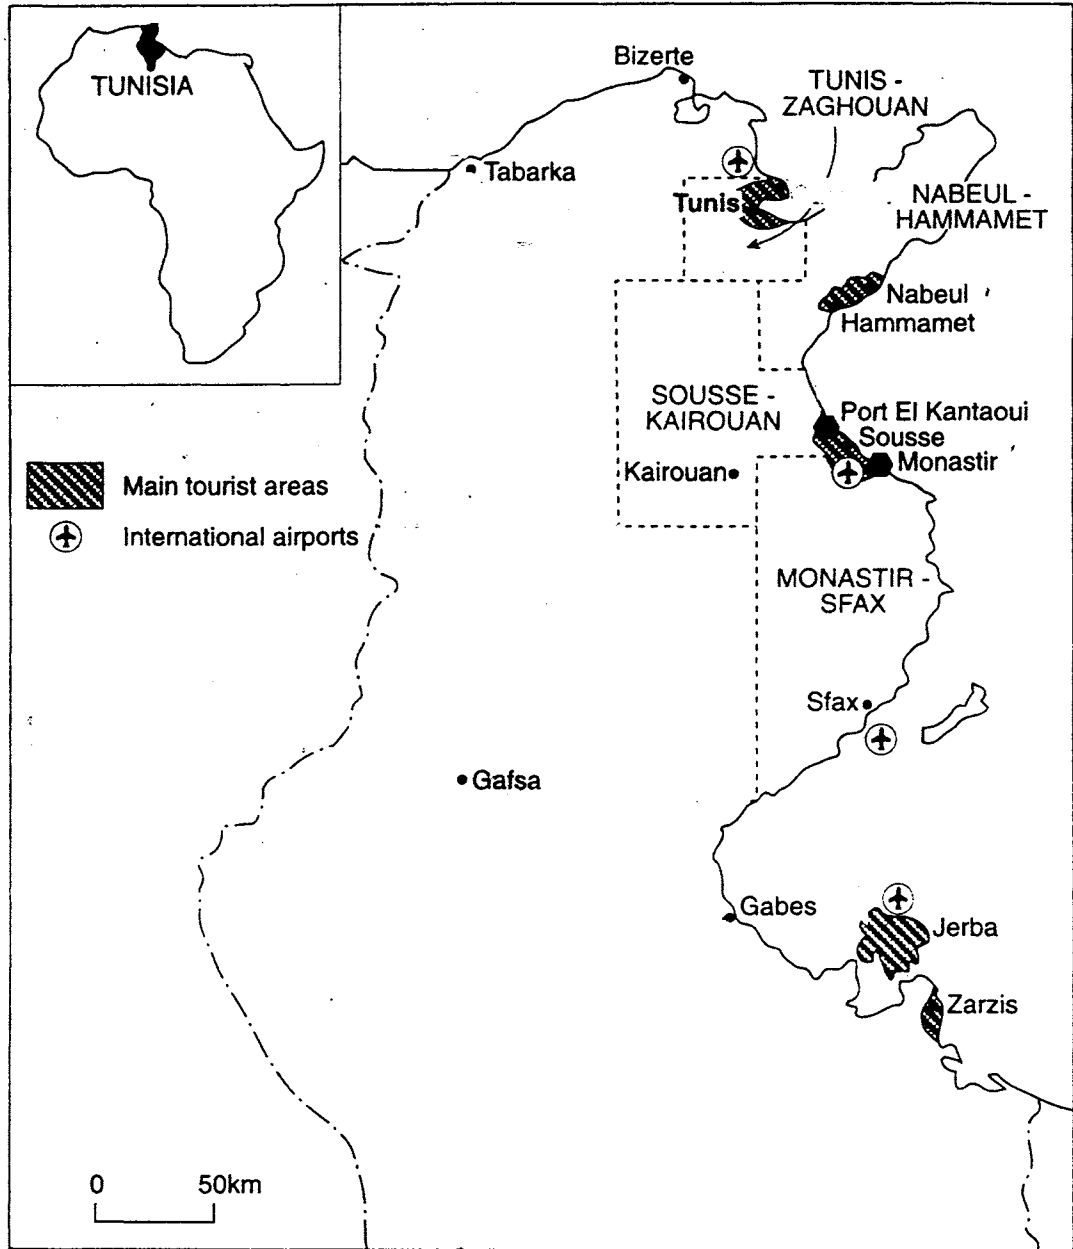 TUNISIA
Bizerte
TUNIS -
ZAGHOUAN
Tabarka
Tunis
NABEUL -
HAMMAMET
Nabeul
Hammamet
SOUSSE -
KAIROUAN
Port El Kantaoui
Sousse
Monastir
Kairouan
Main tourist areas
International airports
MONASTIR -
SFAX
Sfax
Gafsa
Gabes
Jerba
Zarzis
0 50km